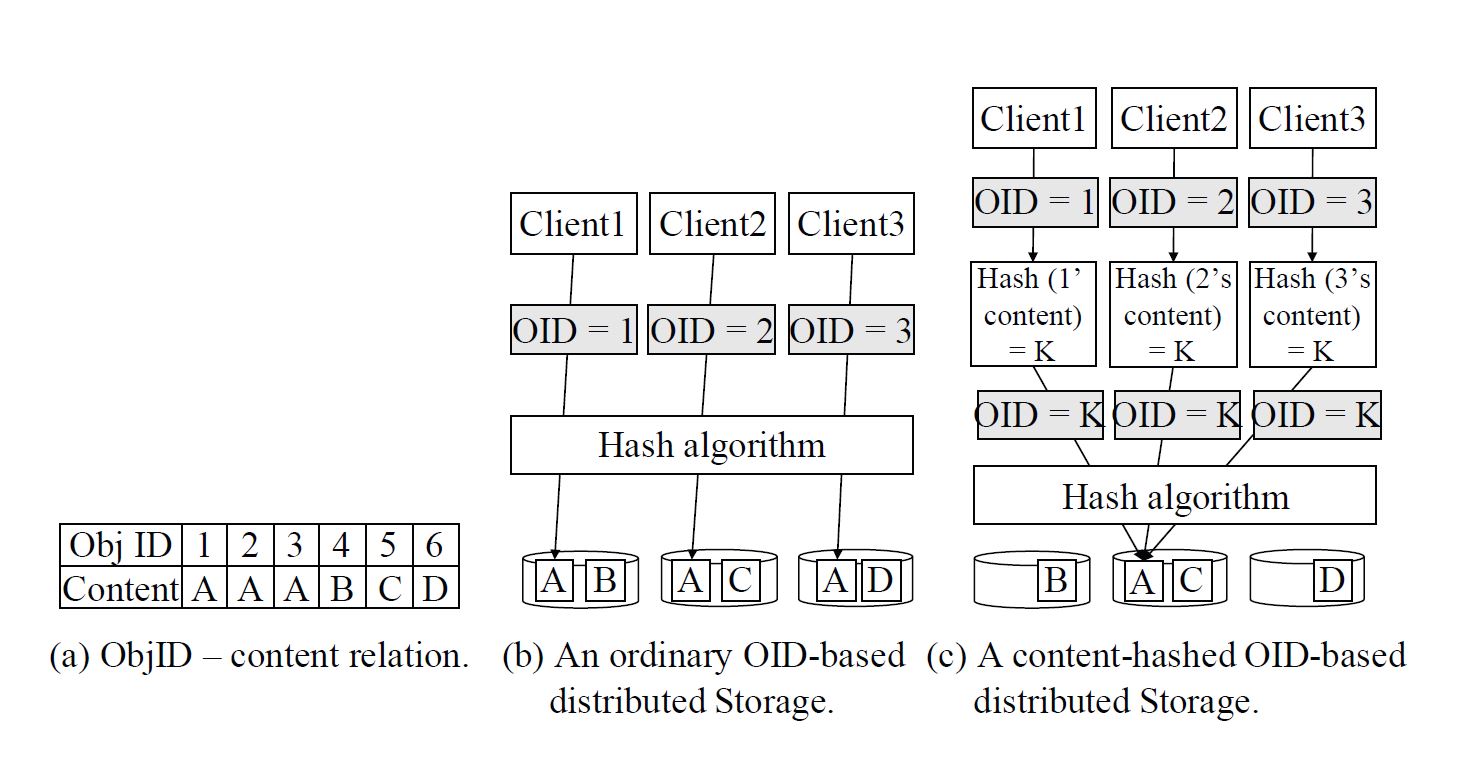 Obj ID 1 2 3 4 5 6
Content A A A B C D
(a) ObjID – content relation.
Client1 Client2 Client3
OID = 1 OID = 2 OID = 3
Hash algorithm
A B A C A D
(b) An ordinary OID-based
distributed Storage.
Client1 Client2 Client3
OID = 1 OID = 2 OID = 3
Hash (1’ Hash (2’s Hash (3’s
content) content) content)
= K = K = K
OID = K OID = K OID = K
Hash algorithm
B A C D
(c) A content-hashed OID-based
distributed Storage.